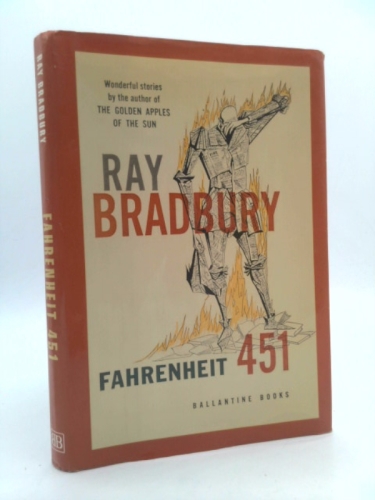 Wonderful stories
by the author of
THE GOLDEN APPLES
OF THE SUN
RAY
BRADBURY
FAHRENHEIT 451
BALLANTINE BOOKS
RAY BRADBURY
FAHRENHEIT 451